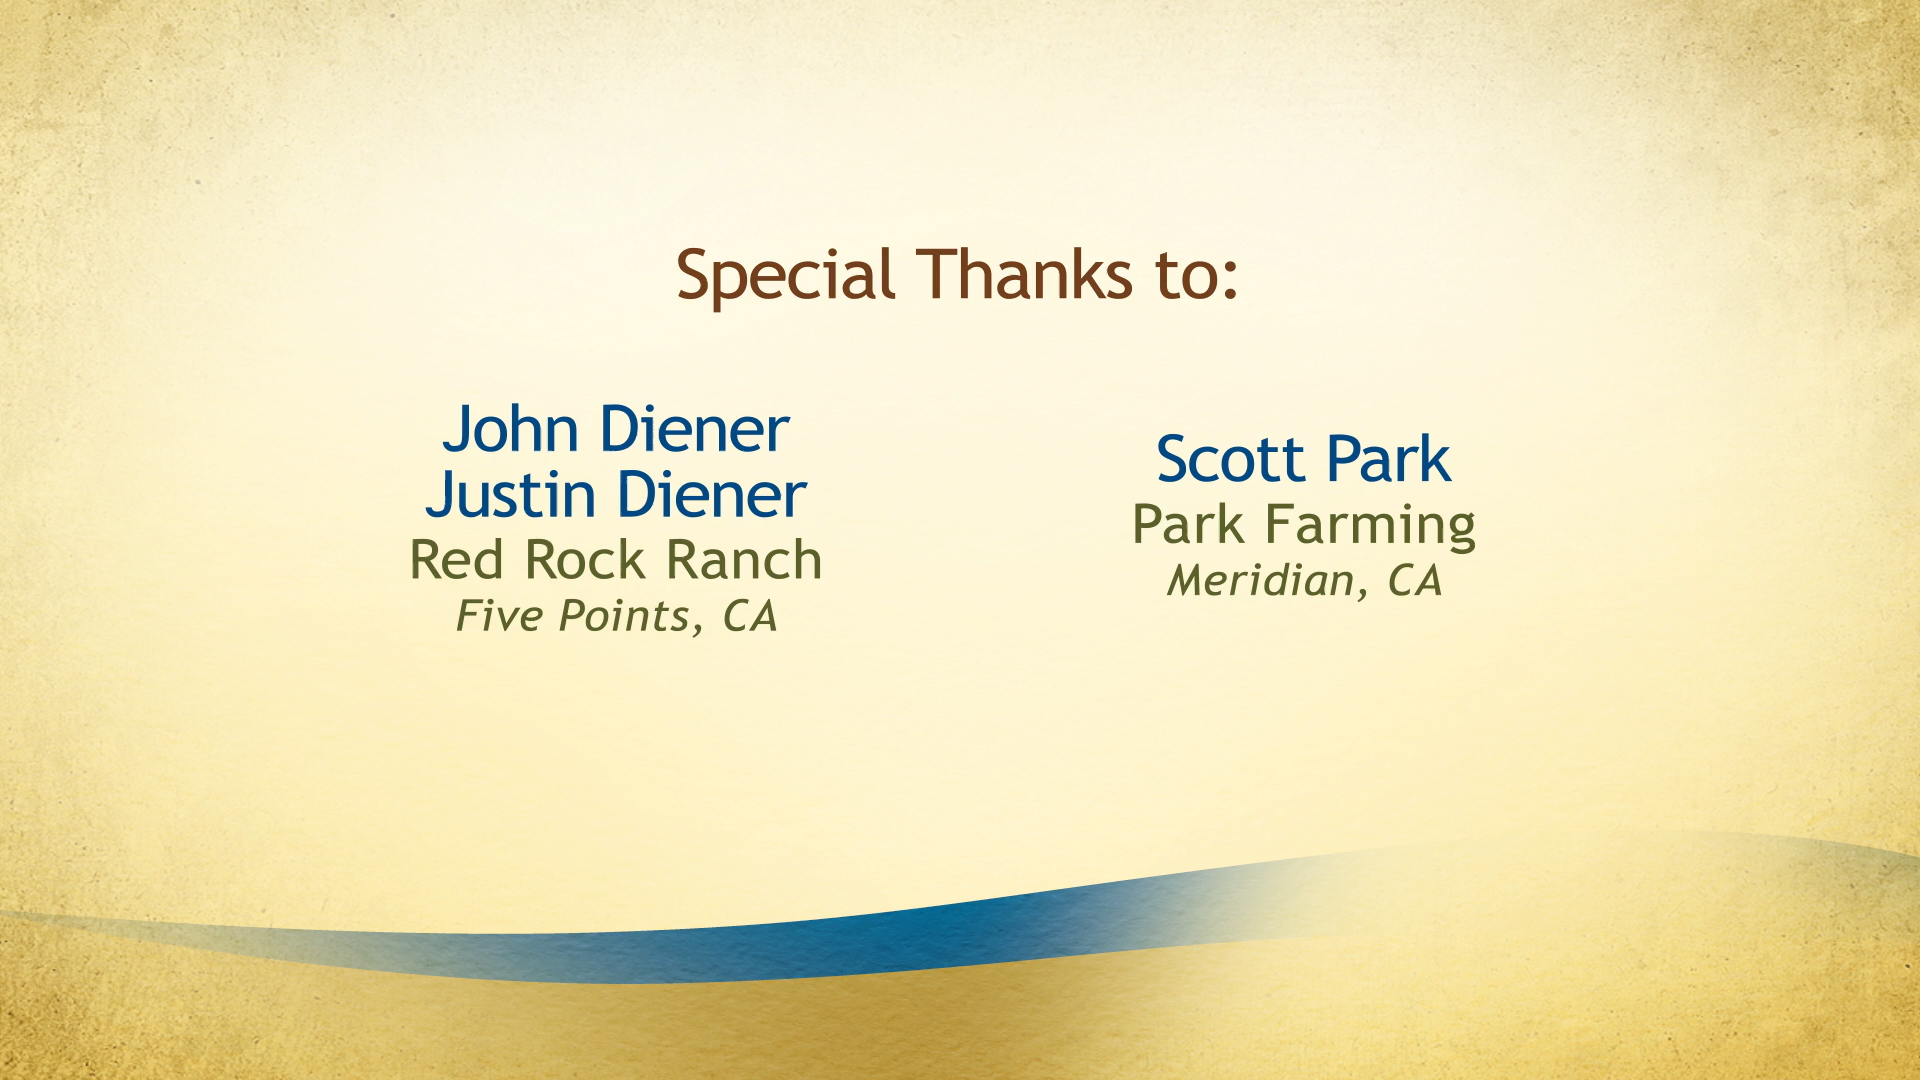 Special Thanks to:
John Diener
Justin Diener
Red Rock Ranch
Five Points, CA
Scott Park
Park Farming
Meridian, CA